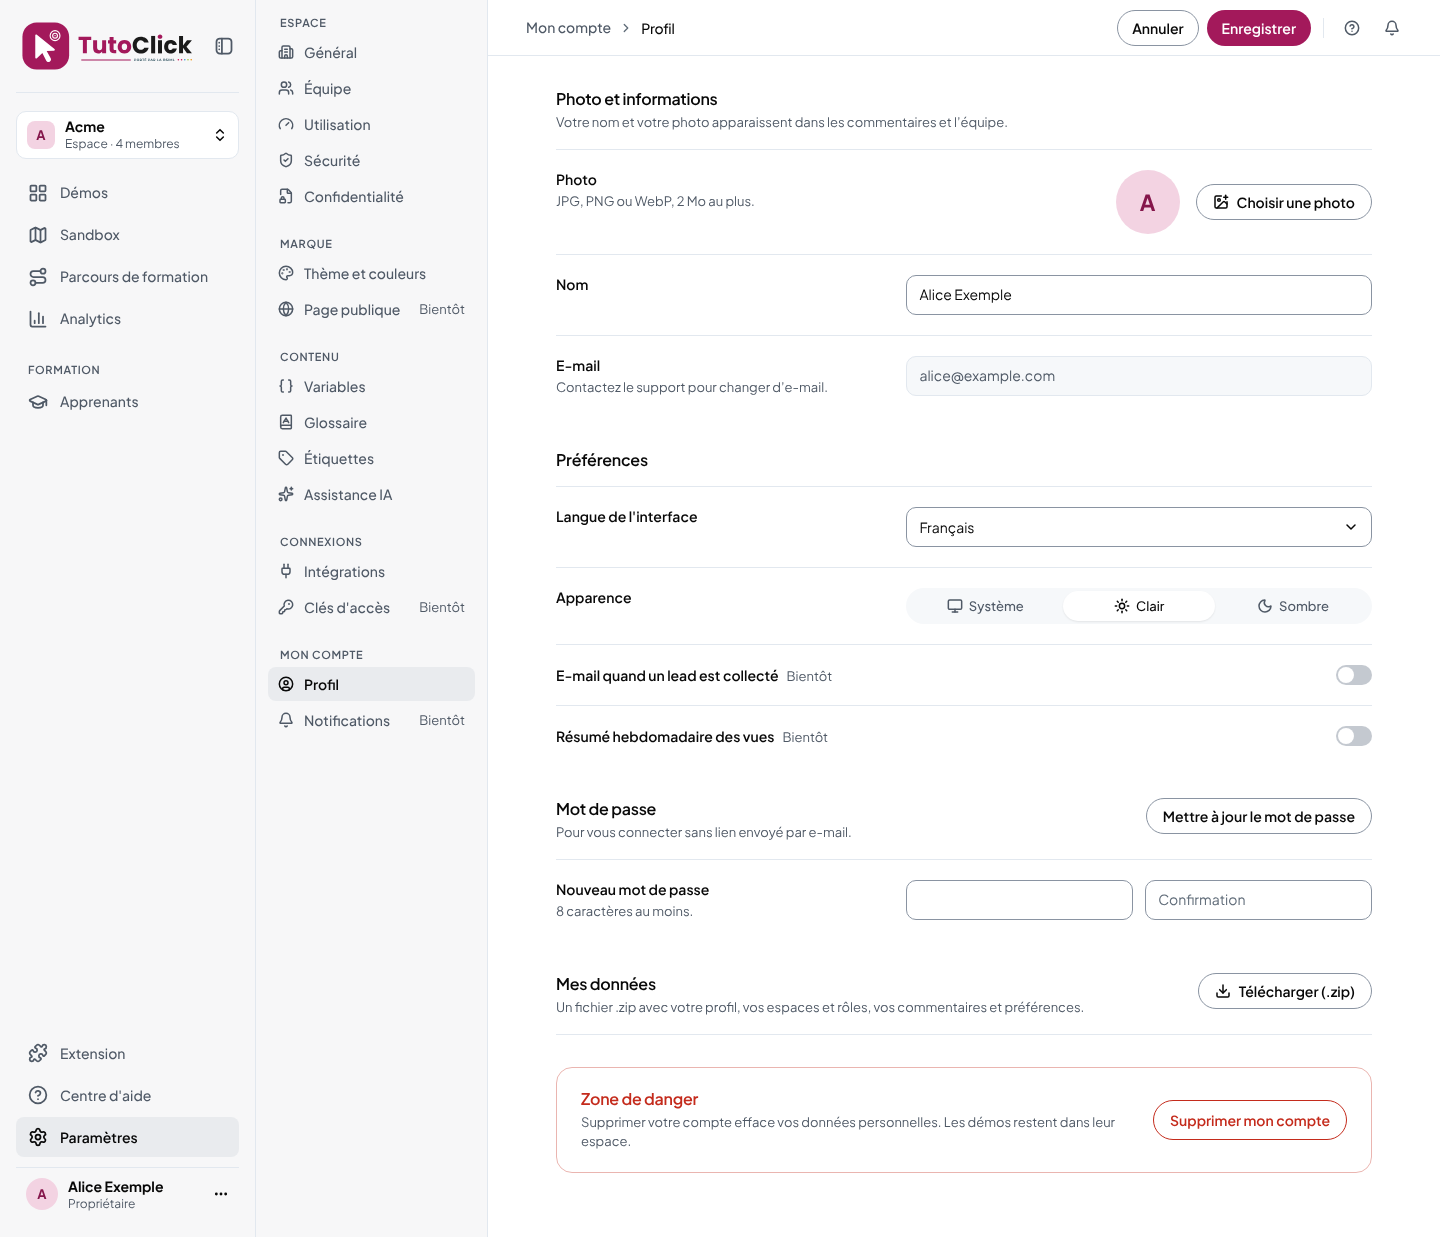 TutoClick
A
Acme
Espace · 4 membres
Démos
Sandbox
Parcours de formation
Analytics
FORMATION
Apprenants
Extension
Centre d'aide
Paramètres
A
Alice Exemple
Propriétaire
ESPACE
Général
Équipe
Utilisation
Sécurité
Confidentialité
MARQUE
Thème et couleurs
Page publique Bientôt
CONTENU
Variables
Glossaire
Étiquettes
Assistance IA
CONNEXIONS
Intégrations
Clés d'accès Bientôt
MON COMPTE
Profil
Notifications Bientôt
Mon compte Profil
Annuler
Enregistrer
Photo et informations
Votre nom et votre photo apparaissent dans les commentaires et l'équipe.
Photo
JPG, PNG ou WebP, 2 Mo au plus.
A
Choisir une photo
Nom
Alice Exemple
E-mail
Contactez le support pour changer d'e-mail.
alice@example.com
Préférences
Langue de l'interface
Français
Apparence
Système
Clair
Sombre
E-mail quand un lead est collecté Bientôt
Résumé hebdomadaire des vues Bientôt
Mot de passe
Pour vous connecter sans lien envoyé par e-mail.
Mettre à jour le mot de passe
Nouveau mot de passe
8 caractères au moins.
Confirmation
Mes données
Un fichier .zip avec votre profil, vos espaces et rôles, vos commentaires et préférences.
Télécharger (.zip)
Zone de danger
Supprimer votre compte efface vos données personnelles. Les démos restent dans leur
espace.
Supprimer mon compte